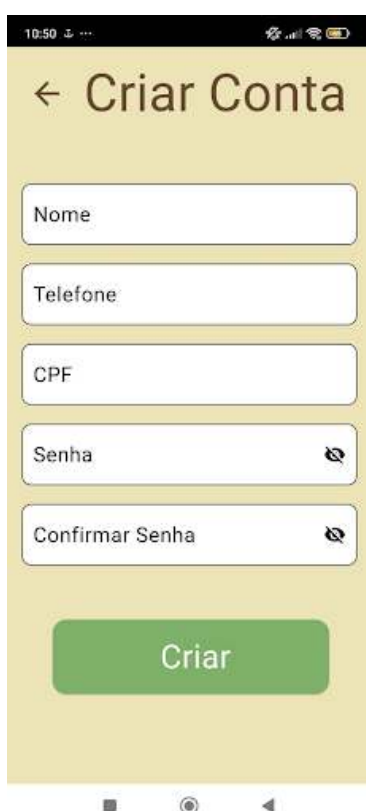 10:50
Criar Conta
Nome
Telefone
CPF
Senha
Confirmar Senha
Criar